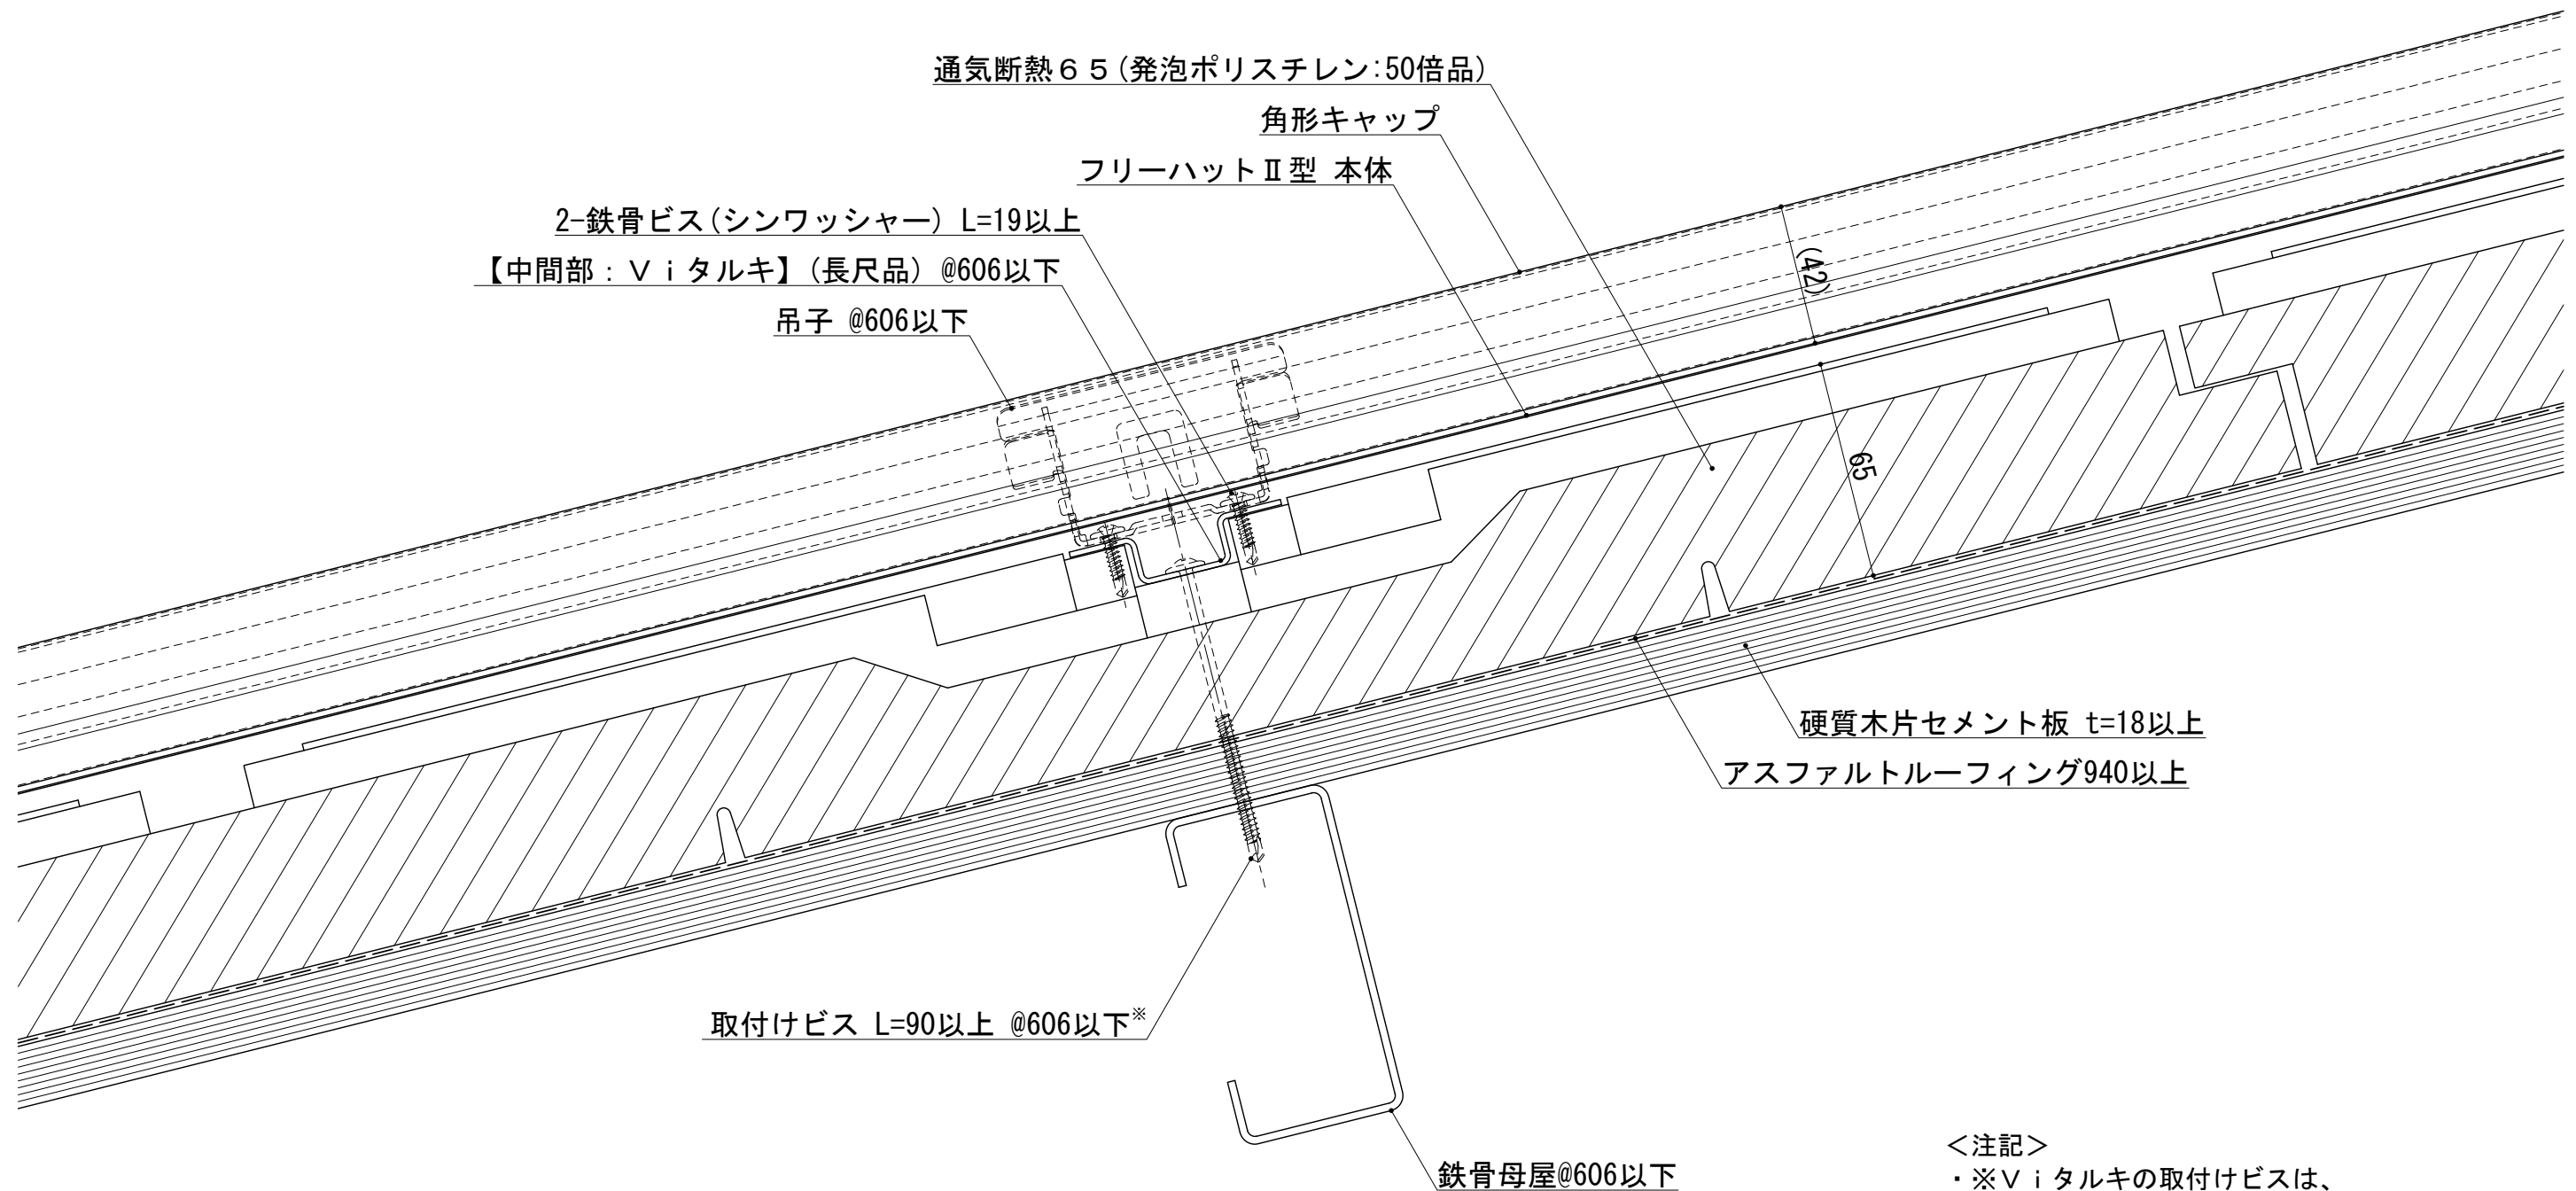 通気断熱６５(発泡ポリスチレン:50倍品)
角形キャップ
フリーハットⅡ型 本体
2-鉄骨ビス(シンワッシャー) L=19以上
【中間部：Ｖｉタルキ】(長尺品) @606以下
吊子 @606以下
(42)
65
硬質木片セメント板 t=18以上
アスファルトルーフィング940以上
取付けビス L=90以上 @606以下※
鉄骨母屋@606以下
＜注記＞
・※Ｖｉタルキの取付けビスは、